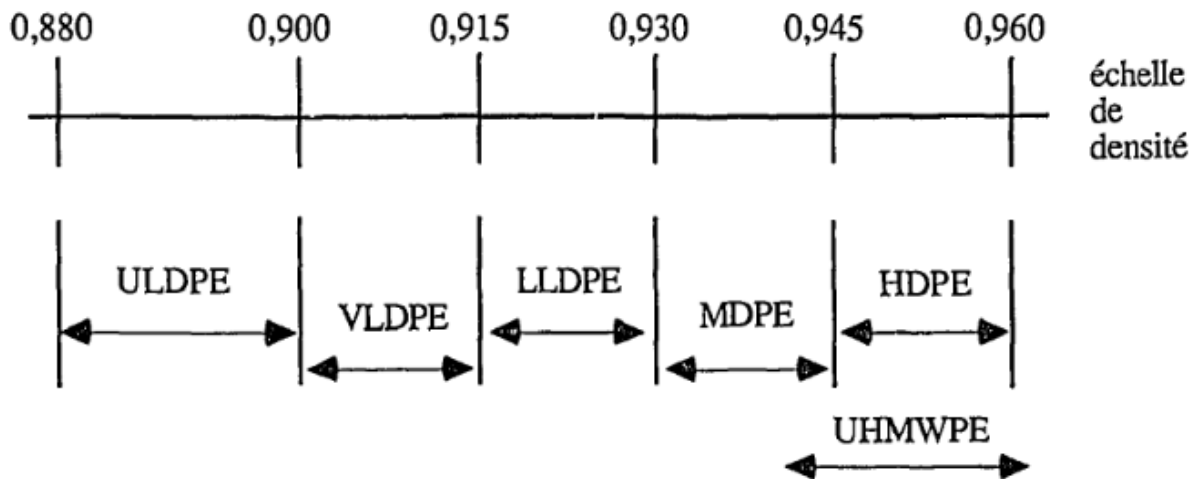 0,880 0,900 0,915 0,930 0,945 0,960
échelle
de
densité
ULDPE VLDPE LLDPE MDPE HDPE
UHMWPE